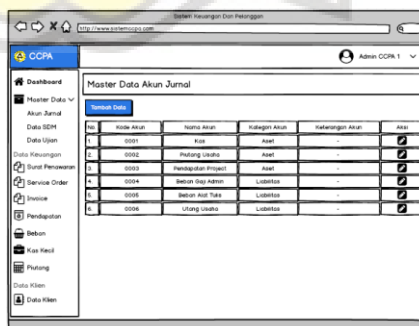 Sistem Keuangan Dan Pelanggan
http://www.sistemccpa.com
CCPA
Admin CCPA 1
Dashboard
Master Data
Akun Jurnal
Data SDM
Data Ujian
Data Keuangan
Surat Penawaran
Service Order
Invoice
Pendapatan
Beban
Kas Kecil
Piutang
Data Klien
Data Klien
Master Data Akun Jurnal
Tambah Data
No. Kode Akun Nama Akun Kategori Akun Keterangan Akun Aksi
1. 0001 Kas Aset -
2. 0002 Piutang Usaha Aset -
3. 0003 Pendapatan Project Aset -
4. 0004 Beban Gaji Admin Liabilitas -
5. 0005 Beban Alat Tulis Liabilitas -
6. 0006 Utang Usaha Liabilitas -